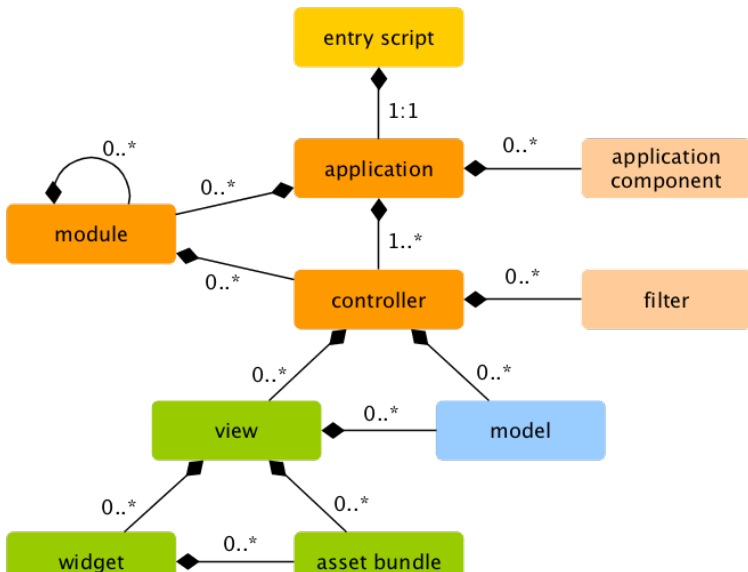 entry script
1:1
0..*
0..*
application
0..*
application
component
module
1..*
0..*
controller
0..*
filter
0..*
0..*
view
0..*
model
0..*
0..*
widget
0..*
asset bundle